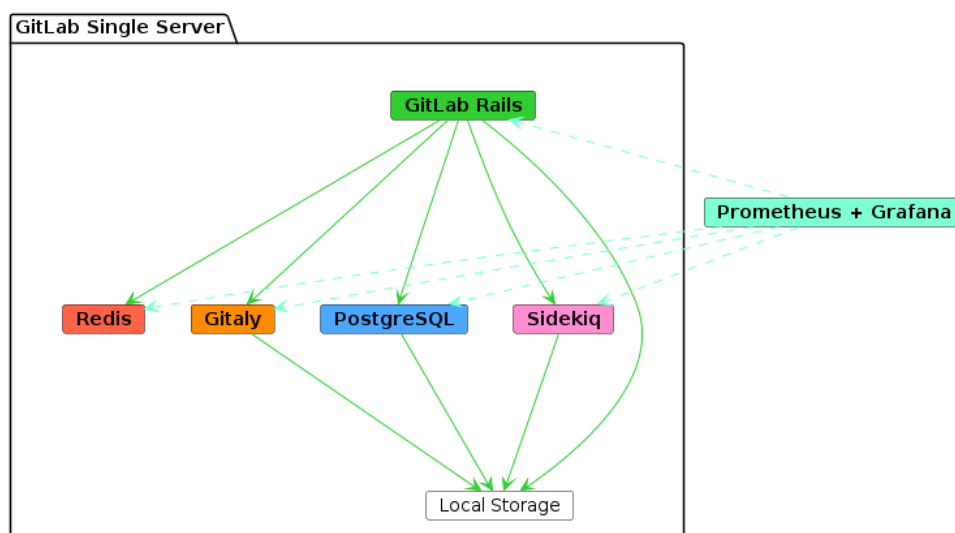 GitLab Single Server
GitLab Rails
Prometheus + Grafana
Redis
Gitaly
PostgreSQL
Sidekiq
Local Storage